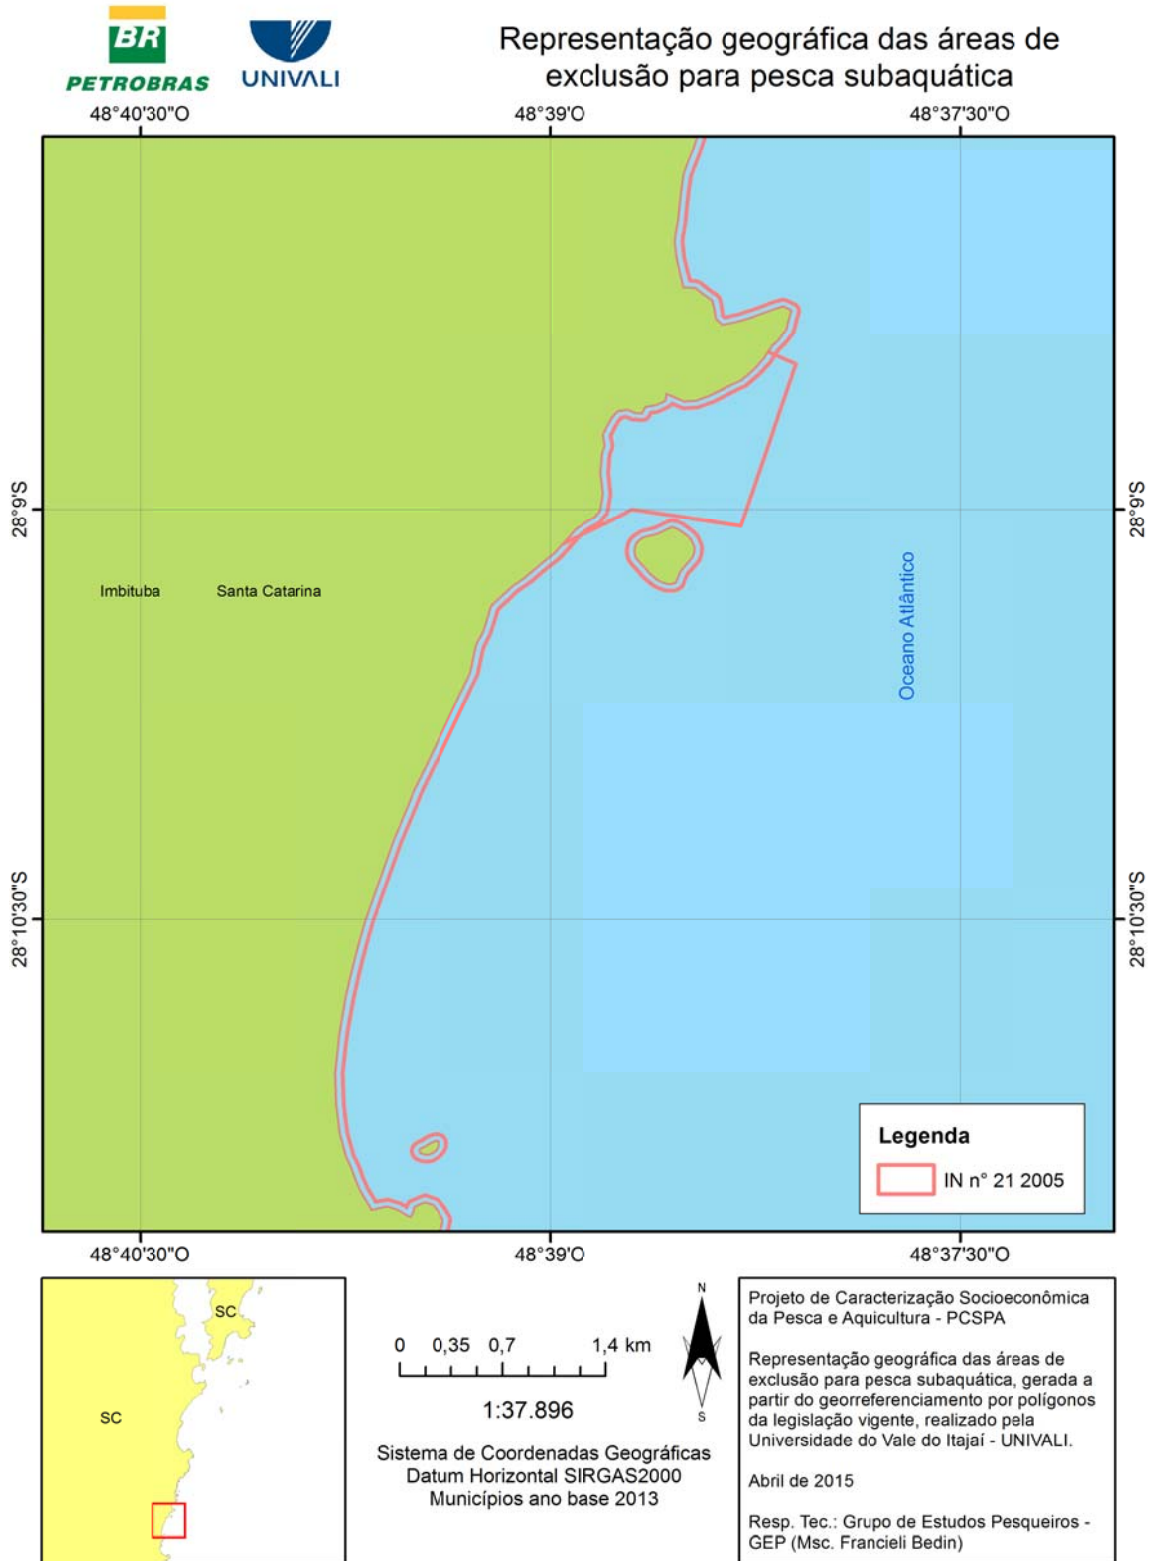 BR
PETROBRAS
UNIVALI
Representação geográfica das áreas de
exclusão para pesca subaquática
48°40'30"O
48°39'O
48°37'30"O
28°9'S
28°9'S
Imbituba
Santa Catarina
Oceano Atlântico
28°10'30"S
28°10'30"S
Legenda
IN n° 21 2005
48°40'30"O
48°39'O
48°37'30"O
SC
SC
0 0,35 0,7 1,4 km
1:37.896
Sistema de Coordenadas Geográficas
Datum Horizontal SIRGAS2000
Municípios ano base 2013
N
S
Projeto de Caracterização Socioeconômica
da Pesca e Aquicultura - PCSPA
Representação geográfica das áreas de
exclusão para pesca subaquática, gerada a
partir do georreferenciamento por polígonos
da legislação vigente, realizado pela
Universidade do Vale do Itajaí - UNIVALI.
Abril de 2015
Resp. Tec.: Grupo de Estudos Pesqueiros -
GEP (Msc. Francieli Bedin)